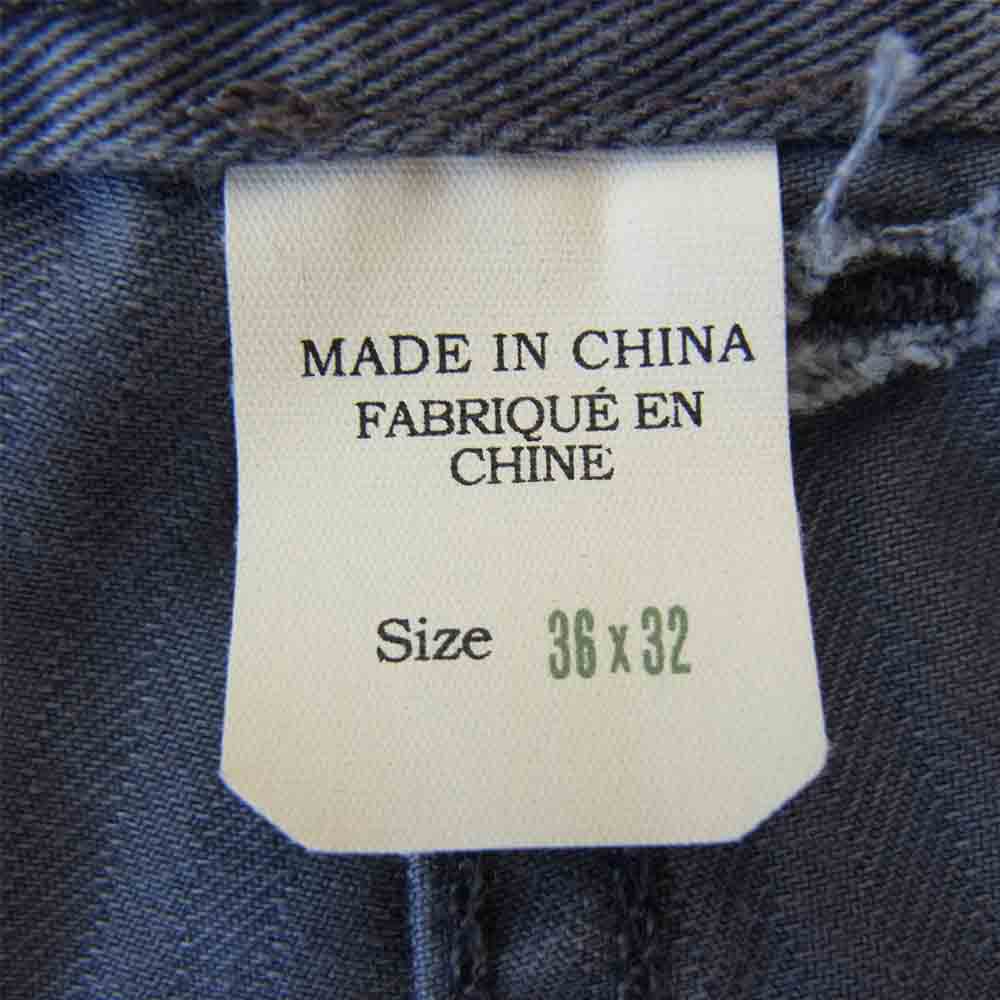 MADE IN CHINA
FABRIQUÉ EN
CHINE
Size 36 x 32